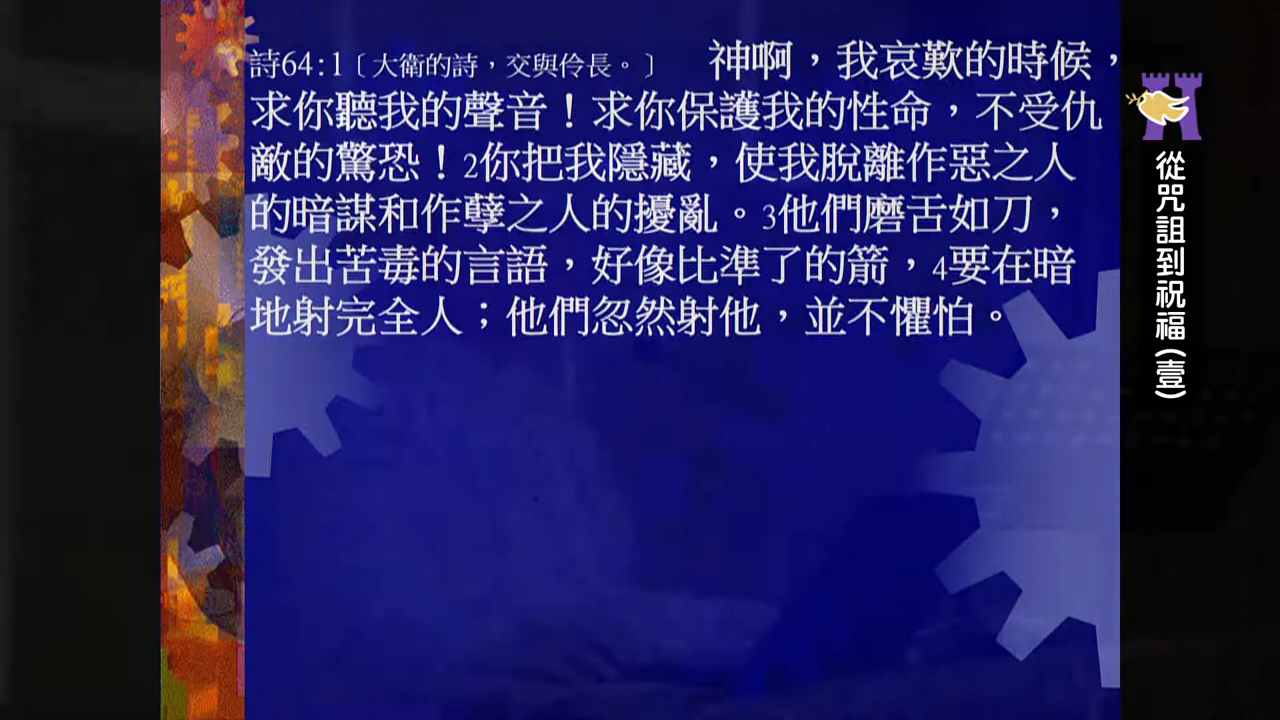 詩64:1﹝大衛的詩，交與伶長。﹞　神啊，我哀歎的時候，
求你聽我的聲音！求你保護我的性命，不受仇
敵的驚恐！2你把我隱藏，使我脫離作惡之人
的暗謀和作孽之人的擾亂。3他們磨舌如刀，
發出苦毒的言語，好像比準了的箭，4要在暗
地射完全人；他們忽然射他，並不懼怕。
從咒詛到祝福(壹)